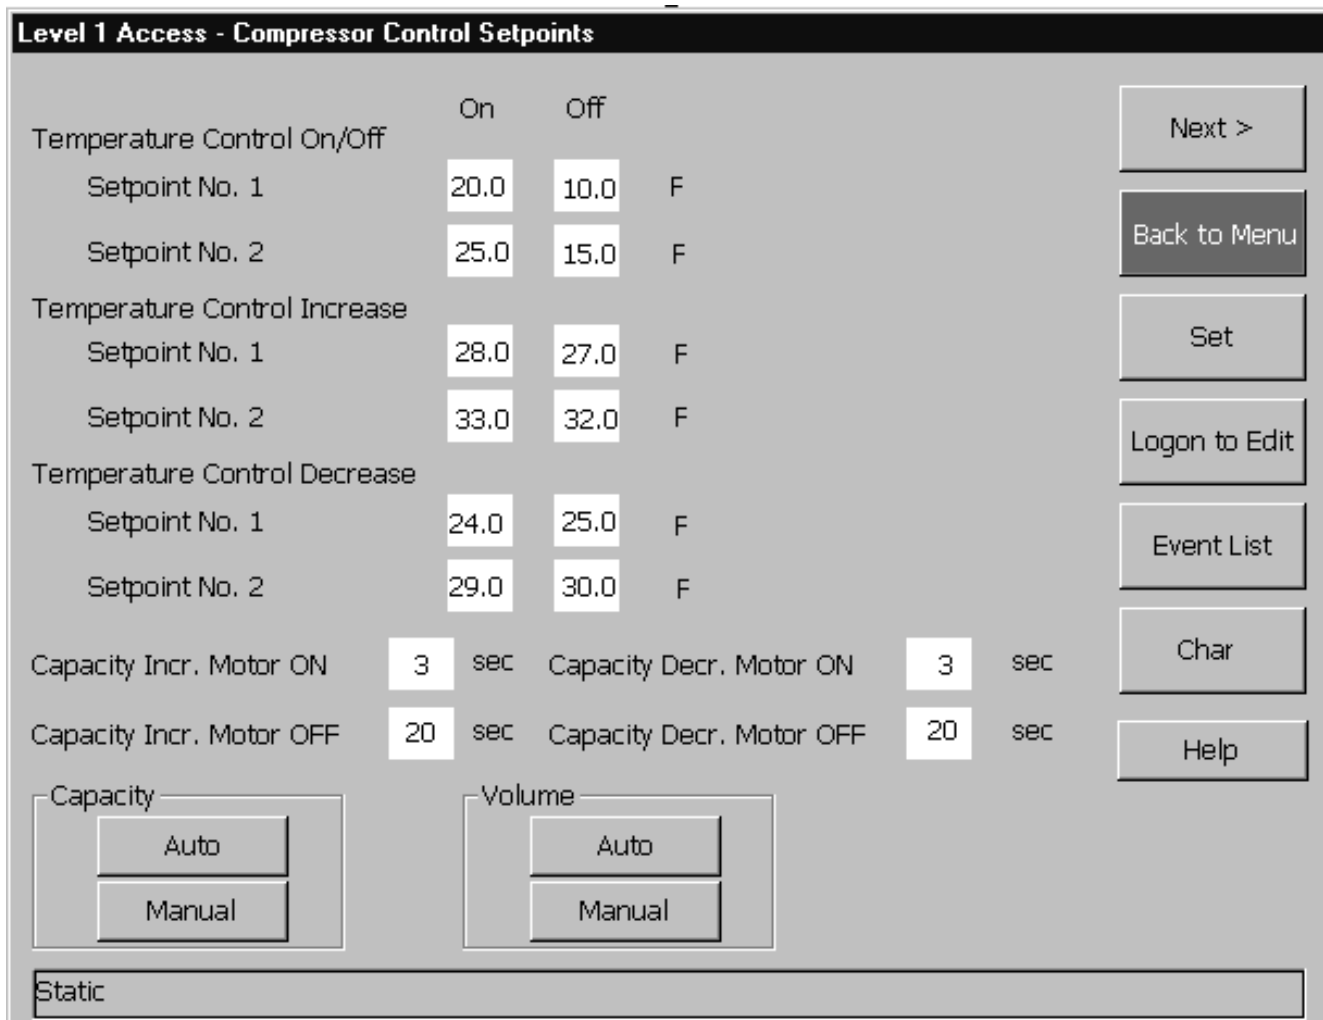 Level 1 Access - Compressor Control Setpoints
On Off
Temperature Control On/Off
Setpoint No. 1 20.0 10.0 F
Setpoint No. 2 25.0 15.0 F
Temperature Control Increase
Setpoint No. 1 28.0 27.0 F
Setpoint No. 2 33.0 32.0 F
Temperature Control Decrease
Setpoint No. 1 24.0 25.0 F
Setpoint No. 2 29.0 30.0 F
Capacity Incr. Motor ON 3 sec Capacity Decr. Motor ON 3 sec
Capacity Incr. Motor OFF 20 sec Capacity Decr. Motor OFF 20 sec
Capacity
Auto
Manual
Volume
Auto
Manual
Next >
Back to Menu
Set
Logon to Edit
Event List
Char
Help
Static